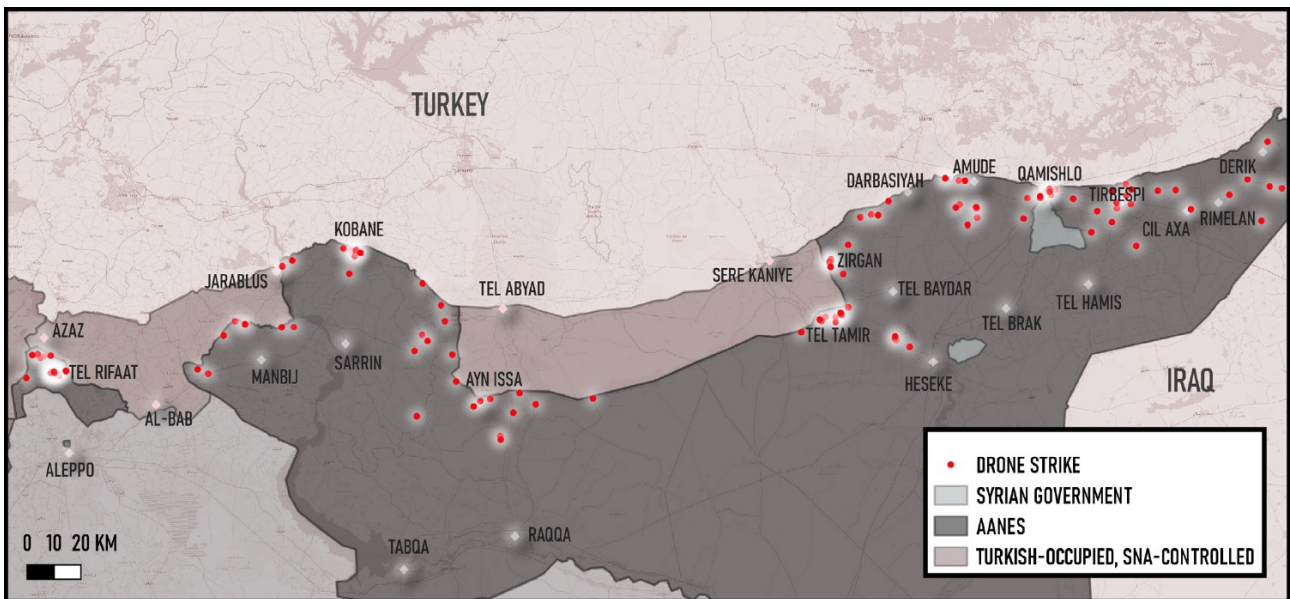 TURKEY
AMUDE
QAMISHLO
DERIK
DARBASIYAH
TIRBESPI
RIMELAN
KOBANE
CIL AXA
JARABLUS
SERE KANIYE
ZIRGAN
TEL ABYAD
TEL BAYDAR
TEL HAMIS
AZAZ
TEL BRAK
TEL TAMIR
SARRIN
MANBIJ
TEL RIFAAT
AYN ISSA
HESEKE
IRAQ
AL-BAB
ALEPPO
RAQQA
TABQA
0 10 20 KM
DRONE STRIKE
SYRIAN GOVERNMENT
AANES
TURKISH-OCCUPIED, SNA-CONTROLLED